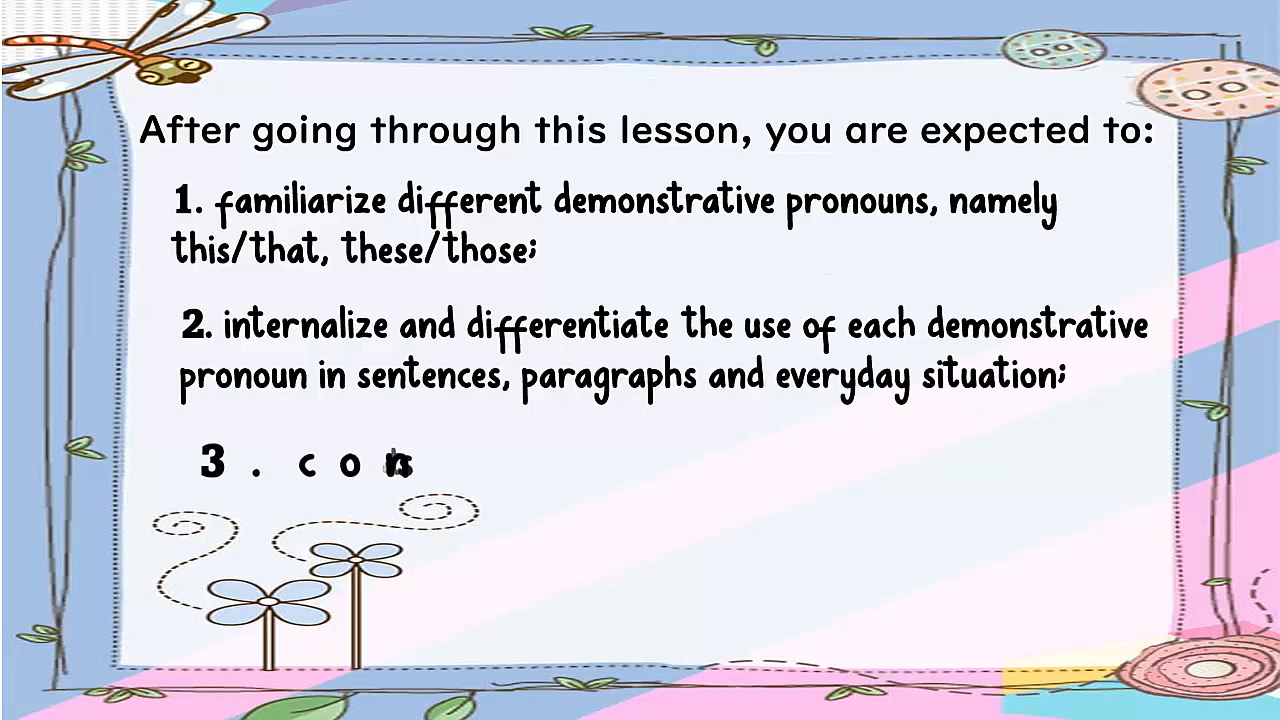 After going through this lesson, you are expected to:
1. familiarize different demonstrative pronouns, namely
this/that, these/those;
2. internalize and differentiate the use of each demonstrative
pronoun in sentences, paragraphs and everyday situation;
3. con